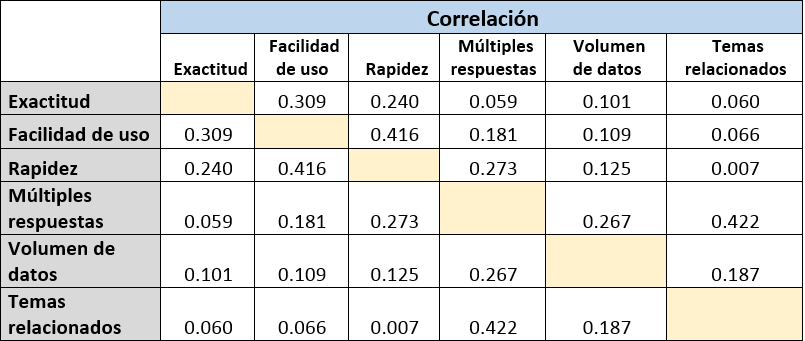 Correlación
Exactitud Facilidad de uso Rapidez Múltiples respuestas Volumen de datos Temas relacionados
Exactitud 0.309 0.240 0.059 0.101 0.060
Facilidad de uso 0.309 0.416 0.181 0.109 0.066
Rapidez 0.240 0.416 0.273 0.125 0.007
Múltiples
respuestas 0.059 0.181 0.273 0.267 0.422
Volumen de
datos 0.101 0.109 0.125 0.267 0.187
Temas
relacionados 0.060 0.066 0.007 0.422 0.187